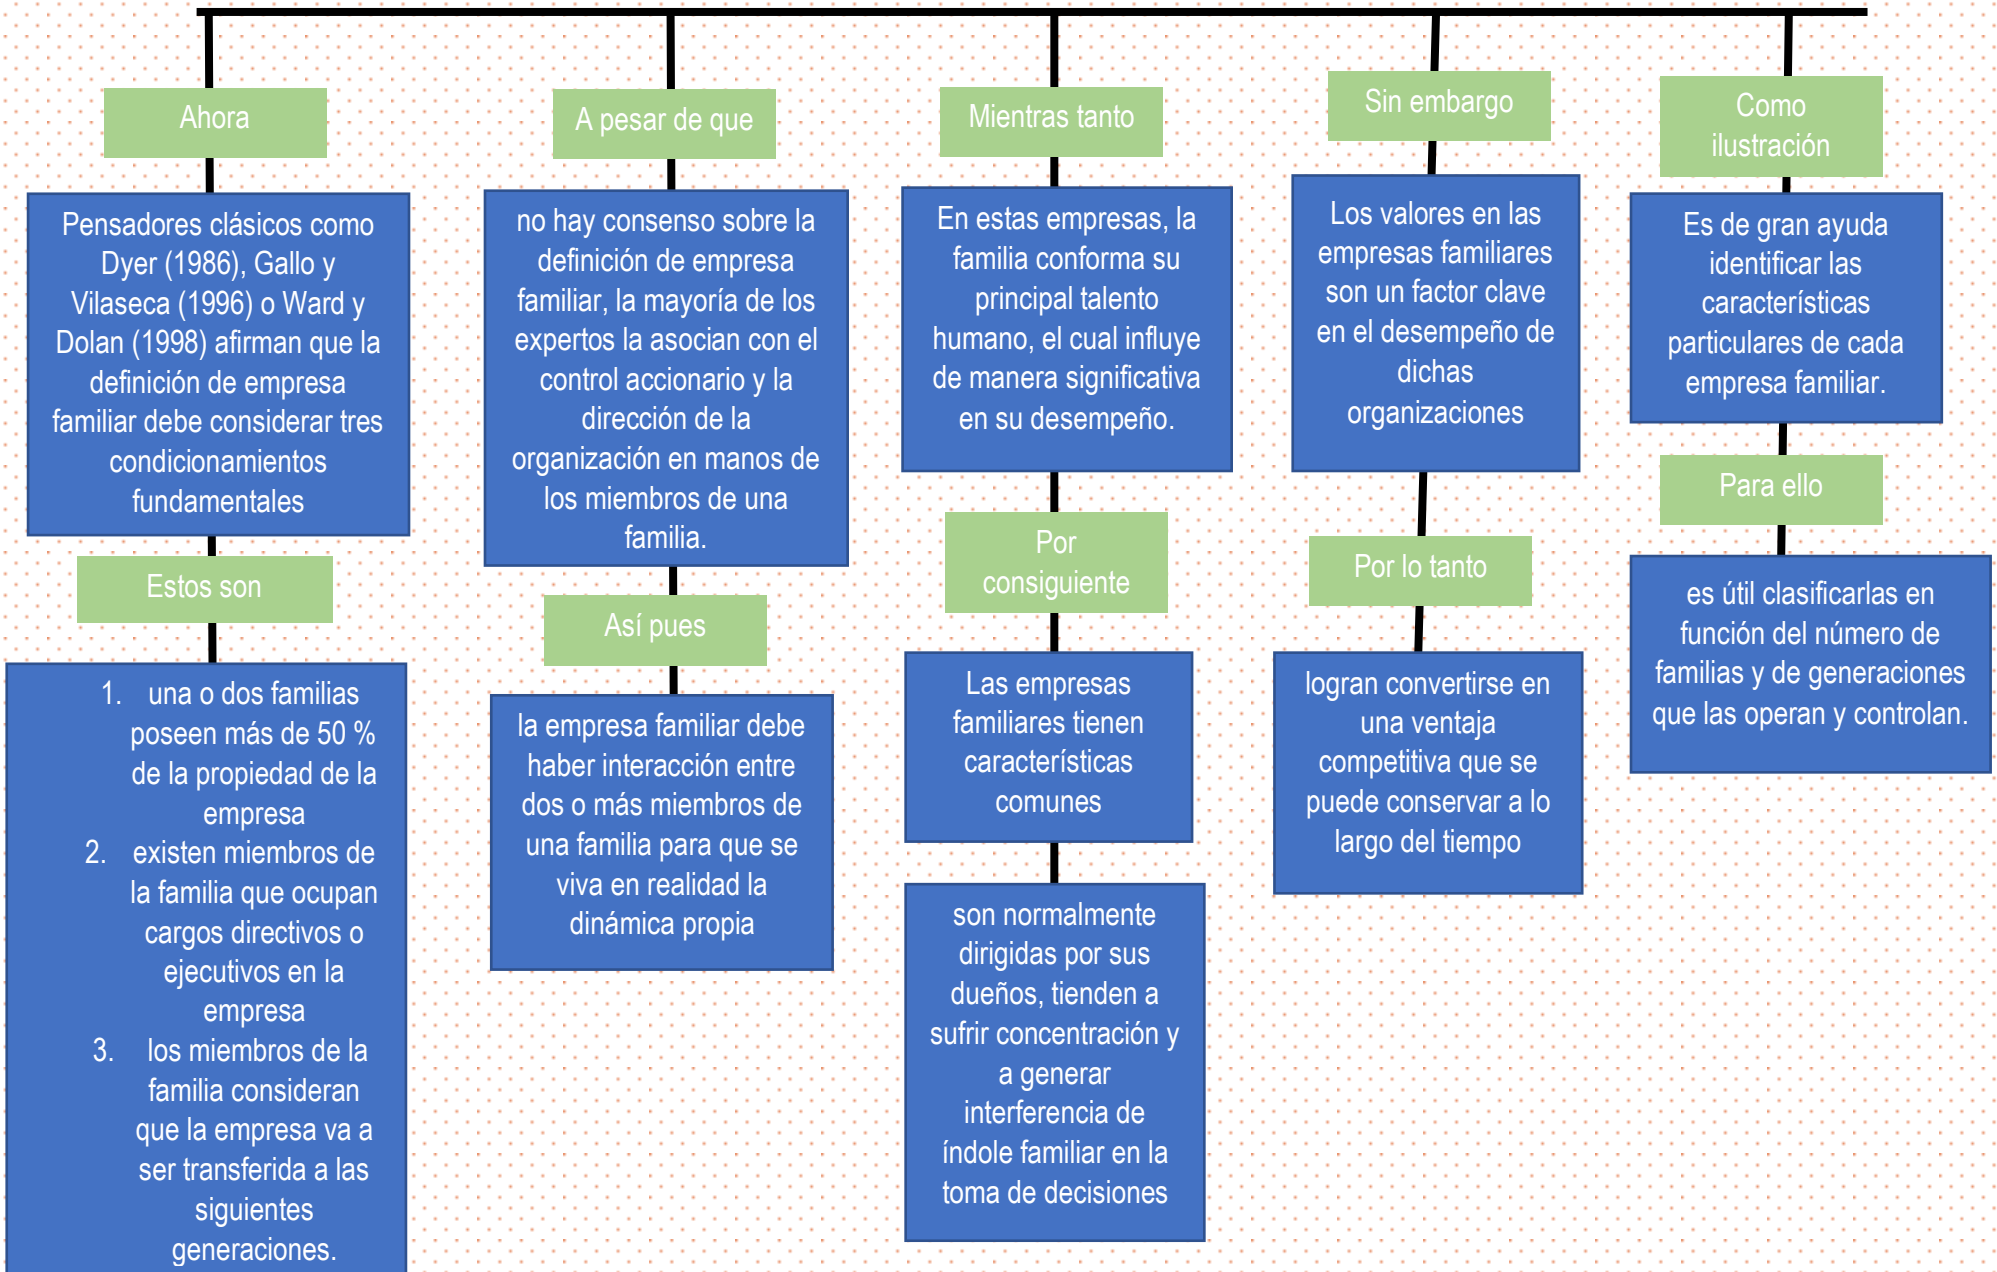 Ahora
Pensadores clásicos como
Dyer (1986), Gallo y
Vilaseca (1996) o Ward y
Dolan (1998) afirman que la
definición de empresa
familiar debe considerar tres
condicionamientos
fundamentales
Estos son
1. una o dos familias
poseen más de 50 %
de la propiedad de la
empresa
2. existen miembros de
la familia que ocupan
cargos directivos o
ejecutivos en la
empresa
3. los miembros de la
familia consideran
que la empresa va a
ser transferida a las
siguientes
generaciones.
A pesar de que
no hay consenso sobre la
definición de empresa
familiar, la mayoría de los
expertos la asocian con el
control accionario y la
dirección de la
organización en manos de
los miembros de una
familia.
Así pues
la empresa familiar debe
haber interacción entre
dos o más miembros de
una familia para que se
viva en realidad la
dinámica propia
Mientras tanto
En estas empresas, la
familia conforma su
principal talento
humano, el cual influye
de manera significativa
en su desempeño.
Por
consiguiente
Las empresas
familiares tienen
características
comunes
son normalmente
dirigidas por sus
dueños, tienden a
sufrir concentración y
a generar
interferencia de
índole familiar en la
toma de decisiones
Sin embargo
Los valores en las
empresas familiares
son un factor clave
en el desempeño de
dichas
organizaciones
Por lo tanto
logran convertirse en
una ventaja
competitiva que se
puede conservar a lo
largo del tiempo
Como
ilustración
Es de gran ayuda
identificar las
características
particulares de cada
empresa familiar.
Para ello
es útil clasificarlas en
función del número de
familias y de generaciones
que las operan y controlan.